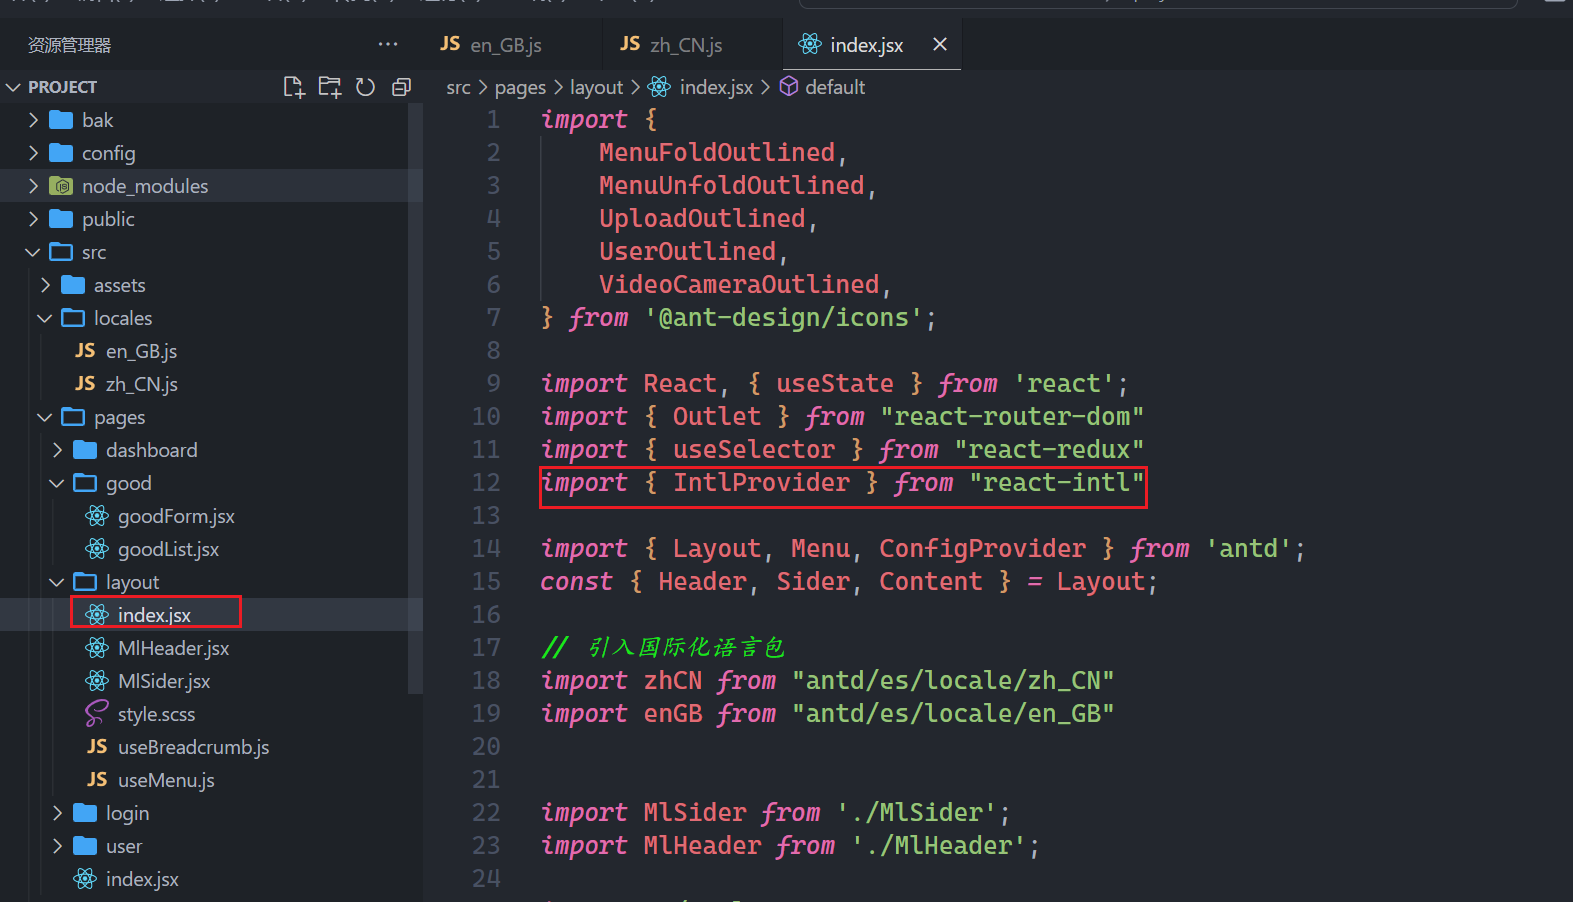 资源管理器
···
JS en_GB.js
JS zh_CN.js
index.jsx
PROJECT
bak
config
node_modules
public
src
assets
locales
JS en_GB.js
JS zh_CN.js
pages
dashboard
good
goodForm.jsx
goodList.jsx
layout
index.jsx
MlHeader.jsx
MlSider.jsx
style.scss
JS useBreadcrumb.js
JS useMenu.js
login
user
index.jsx
src > pages > layout > index.jsx > default
1 import {
2 MenuFoldOutlined,
3 MenuUnfoldOutlined,
4 UploadOutlined,
5 UserOutlined,
6 VideoCameraOutlined,
7 } from '@ant-design/icons';
8
9 import React, { useState } from 'react';
10 import { Outlet } from "react-router-dom"
11 import { useSelector } from "react-redux"
12 import { IntlProvider } from "react-intl"
13
14 import { Layout, Menu, ConfigProvider } from 'antd';
15 const { Header, Sider, Content } = Layout;
16
17 // 引入国际化语言包
18 import zhCN from "antd/es/locale/zh_CN"
19 import enGB from "antd/es/locale/en_GB"
20
21
22 import MlSider from './MlSider';
23 import MlHeader from './MlHeader';
24